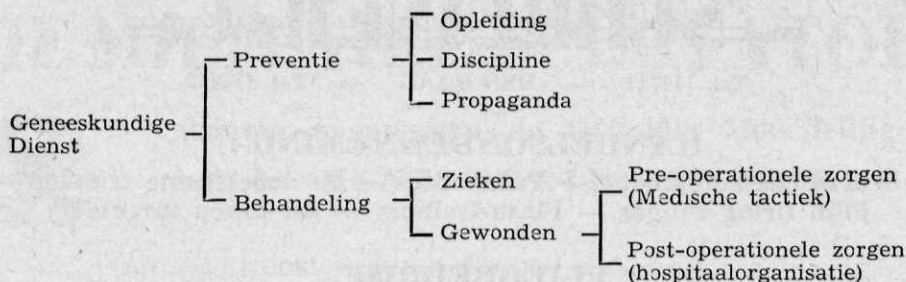 Opleiding
Preventie
Discipline
Propaganda
Geneeskundige
Dienst
Zieken
Behandeling
Gewonden
Pre-operationele zorgen
(Medische tactiek)
Post-operationele zorgen
(hospitaalorganisatie)